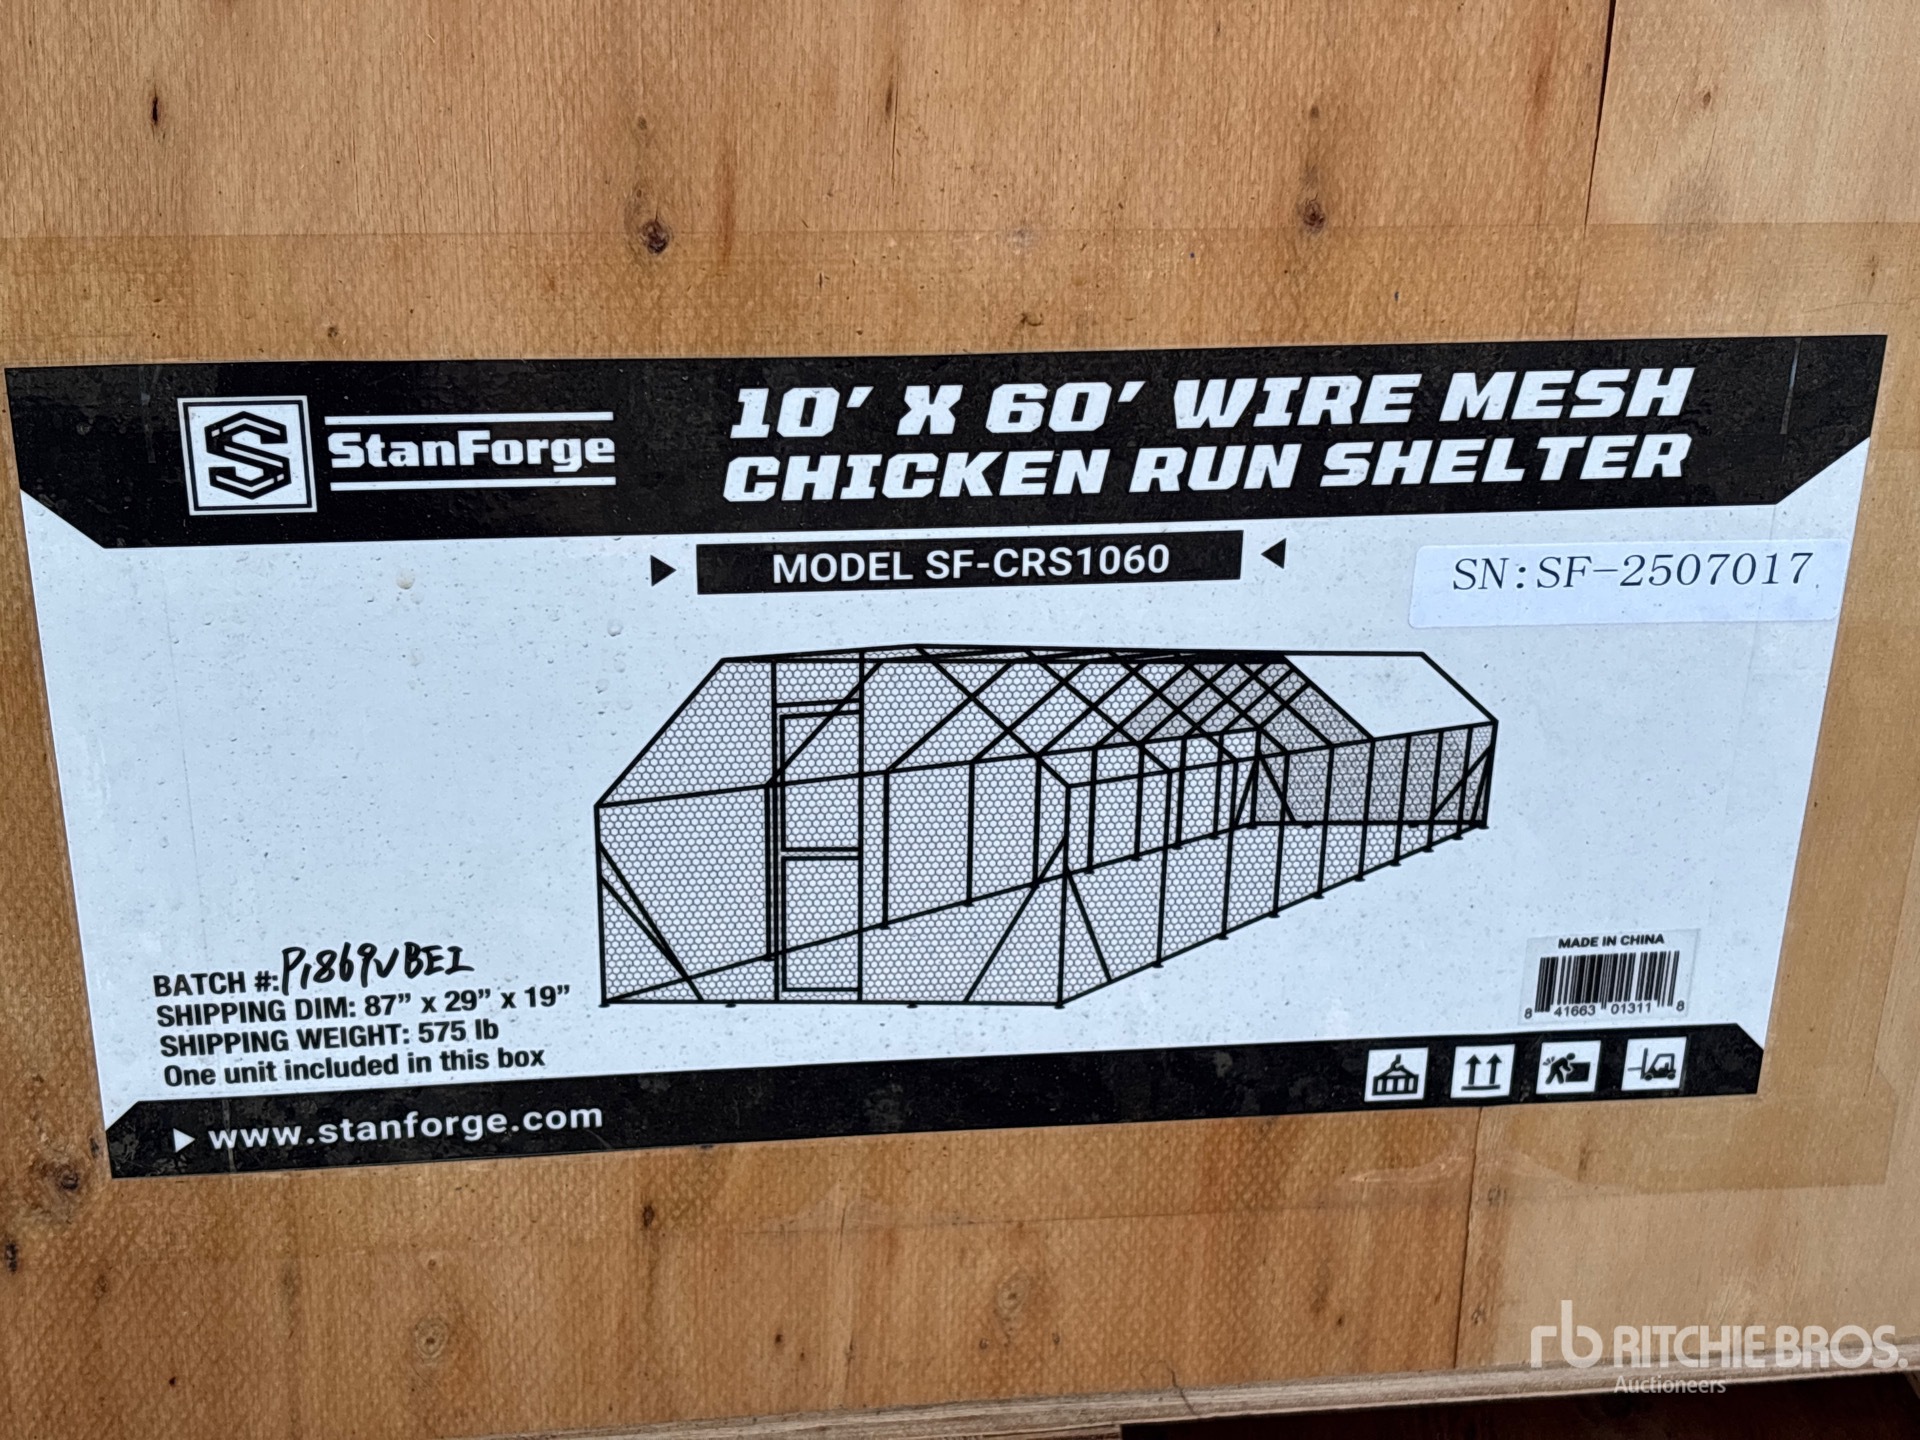 StanForge
10' X 60' WIRE MESH
CHICKEN RUN SHELTER
MODEL SF-CRS1060
SN:SF-2507017
BATCH #:
SHIPPING DIM: 87" x 29" x 19"
SHIPPING WEIGHT: 575 lb
One unit included in this box
MADE IN CHINA
8 41663 01311 8
www.stanforge.com
rb RITCHIE BROS.
Auctioneers